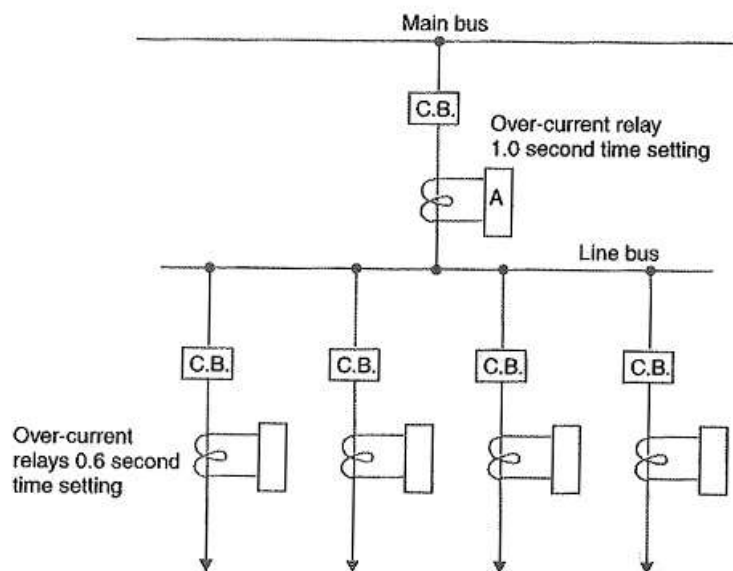 Main bus
C.B.
Over-current relay
1.0 second time setting
A
Line bus
C.B.
C.B.
C.B.
C.B.
Over-current
relays 0.6 second
time setting